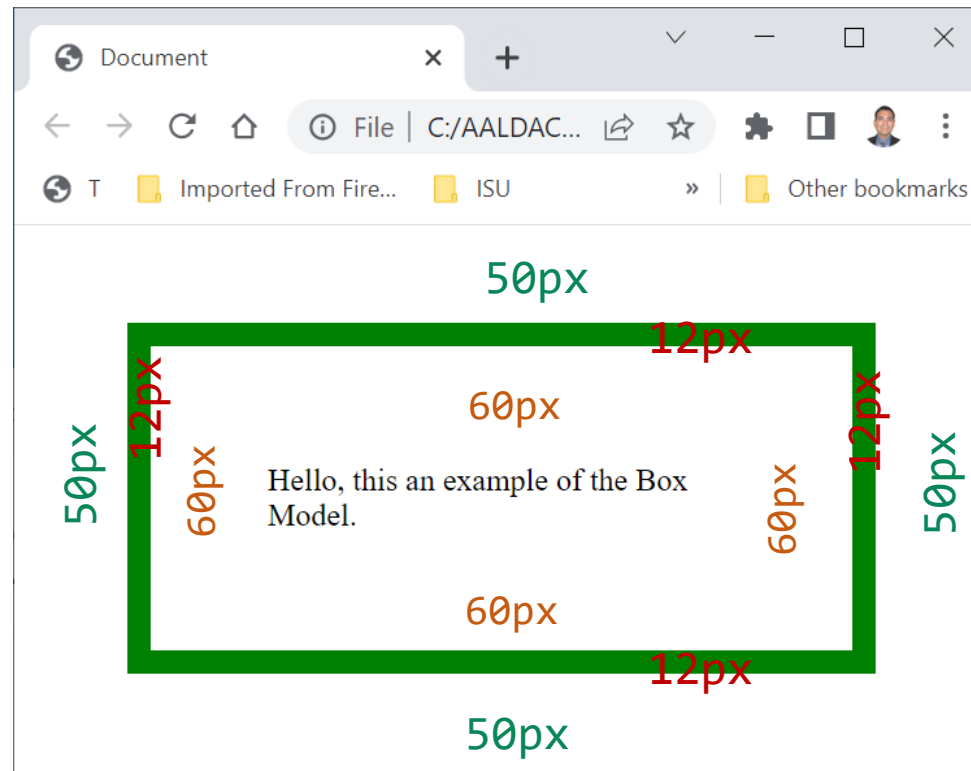 Document
File | C:/AALDAC...
T Imported From Fire... ISU » Other bookmarks
50px
12px
12px
12px
60px
50px
60px
Hello, this an example of the Box
Model.
60px
50px
60px
12px
50px